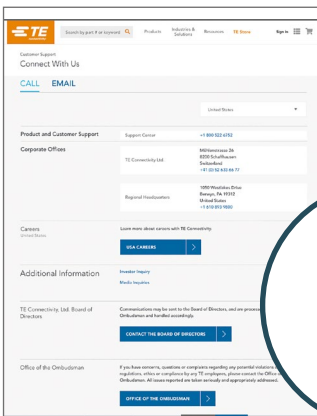 TE
Search by part # or keyword
Products
Industries &
Solutions
Resources
TE Store
Sign In
Customer Support
Connect With Us
CALL
EMAIL
United States
Product and Customer Support
Support Center
+1 800 522 6752
Corporate Offices
TE Connectivity Ltd.
Mühlenstrasse 26
8200 Schaffhausen
Switzerland
Regional Headquarters
1050 Westlakes Drive
Berwyn, PA 19312
United States
+1 610 893 9800
Careers
United States
Learn more about careers with TE Connectivity.
USA CAREERS
Additional Information
Investor Inquiry
Media Inquiries
TE Connectivity, Ltd. Board of
Directors
Communications may be sent to the Board of Directors, and are process
Ombudsman and handled accordingly.
CONTACT THE BOARD OF DIRECTORS
Office of the Ombudsman
If you have concerns, questions or complaints regarding any potential violations
regulations, ethics or compliance by any TE employees, please contact the Office
Ombudsman. All issues reported are taken seriously and appropriately addressed.
OFFICE OF THE OMBUDSMAN